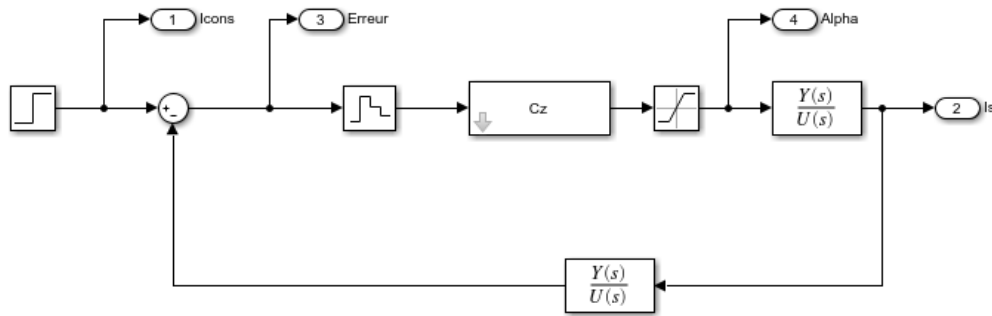 1 Icons
3 Erreur
4 Alpha
+
−
Cz
Y(s)
U(s)
2 Is
Y(s)
U(s)